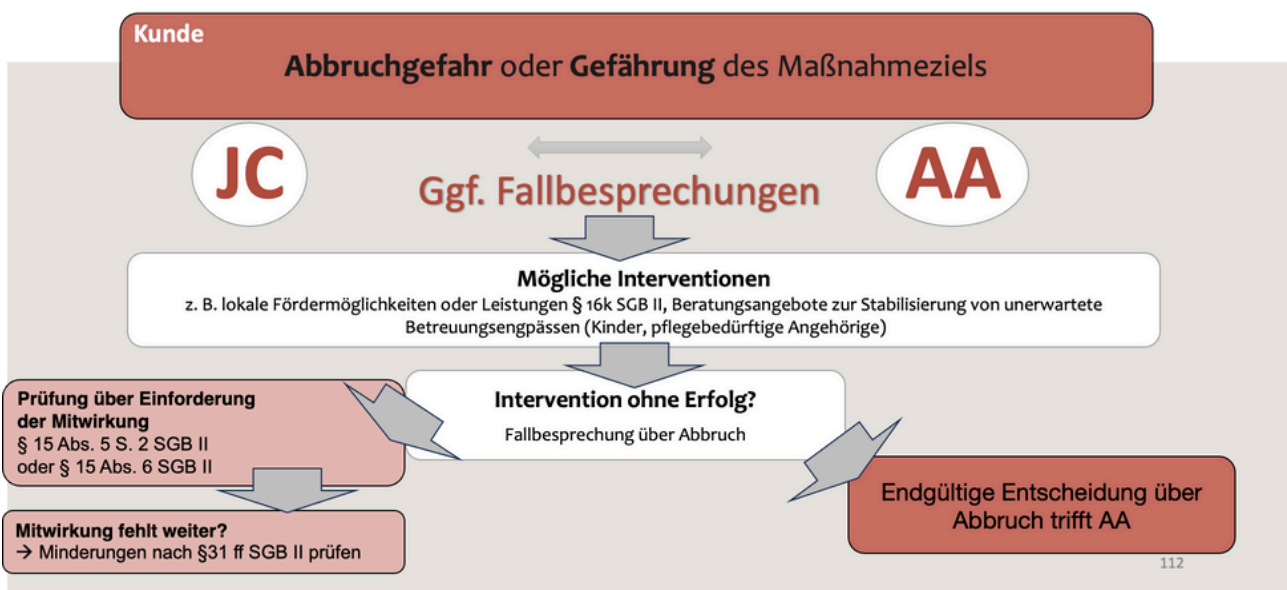 Kunde
Abbruchgefahr oder Gefährung des Maßnahmeziels
JC
AA
Ggf. Fallbesprechungen
Mögliche Interventionen
z. B. lokale Fördermöglichkeiten oder Leistungen § 16k SGB II, Beratungsangebote zur Stabilisierung von unerwartete
Betreuungsengpässen (Kinder, pflegebedürftige Angehörige)
Intervention ohne Erfolg?
Fallbesprechung über Abbruch
Prüfung über Einforderung
der Mitwirkung
§ 15 Abs. 5 S. 2 SGB II
oder § 15 Abs. 6 SGB II
Mitwirkung fehlt weiter?
→ Minderungen nach §31 ff SGB II prüfen
Endgültige Entscheidung über
Abbruch trifft AA
112